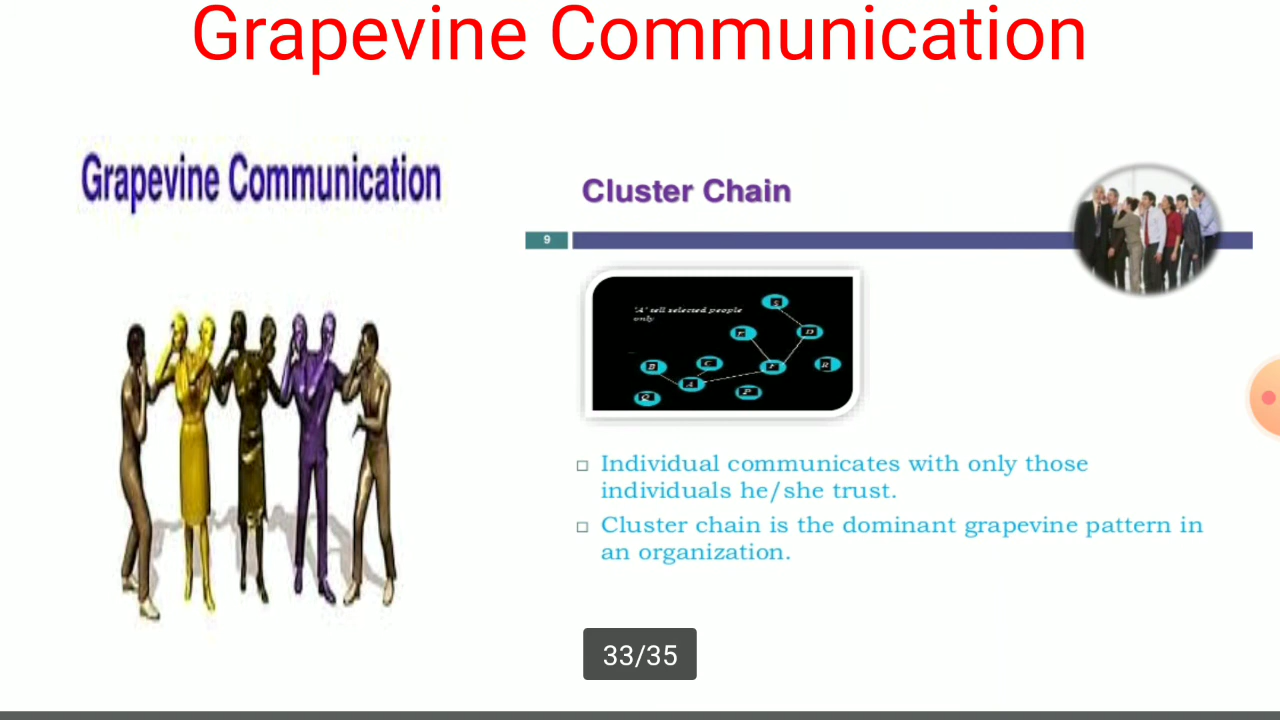 Grapevine Communication
Grapevine Communication
Cluster Chain
9
'A' tell selected people
only
S
D
B
C
A
R
P
Q
Individual communicates with only those
individuals he/she trust.
Cluster chain is the dominant grapevine pattern in
an organization.
33/35